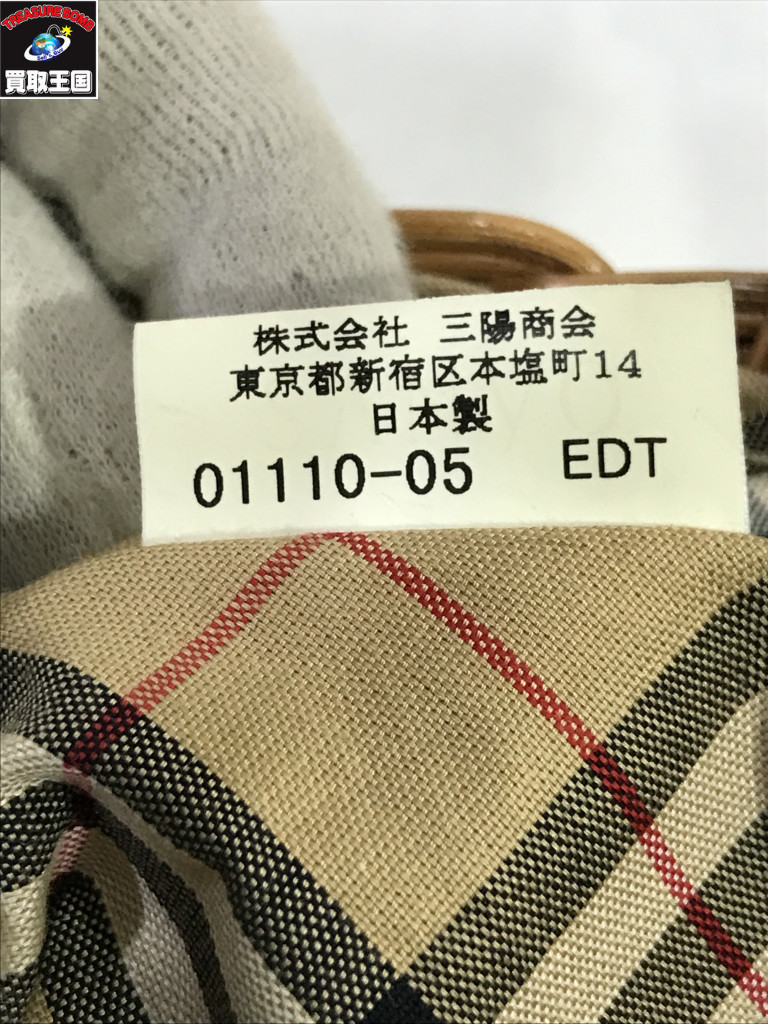 TREASURE BOMB
買取王国
株式会社 三陽商会
東京都新宿区本塩町14
日本製
01110-05 EDT